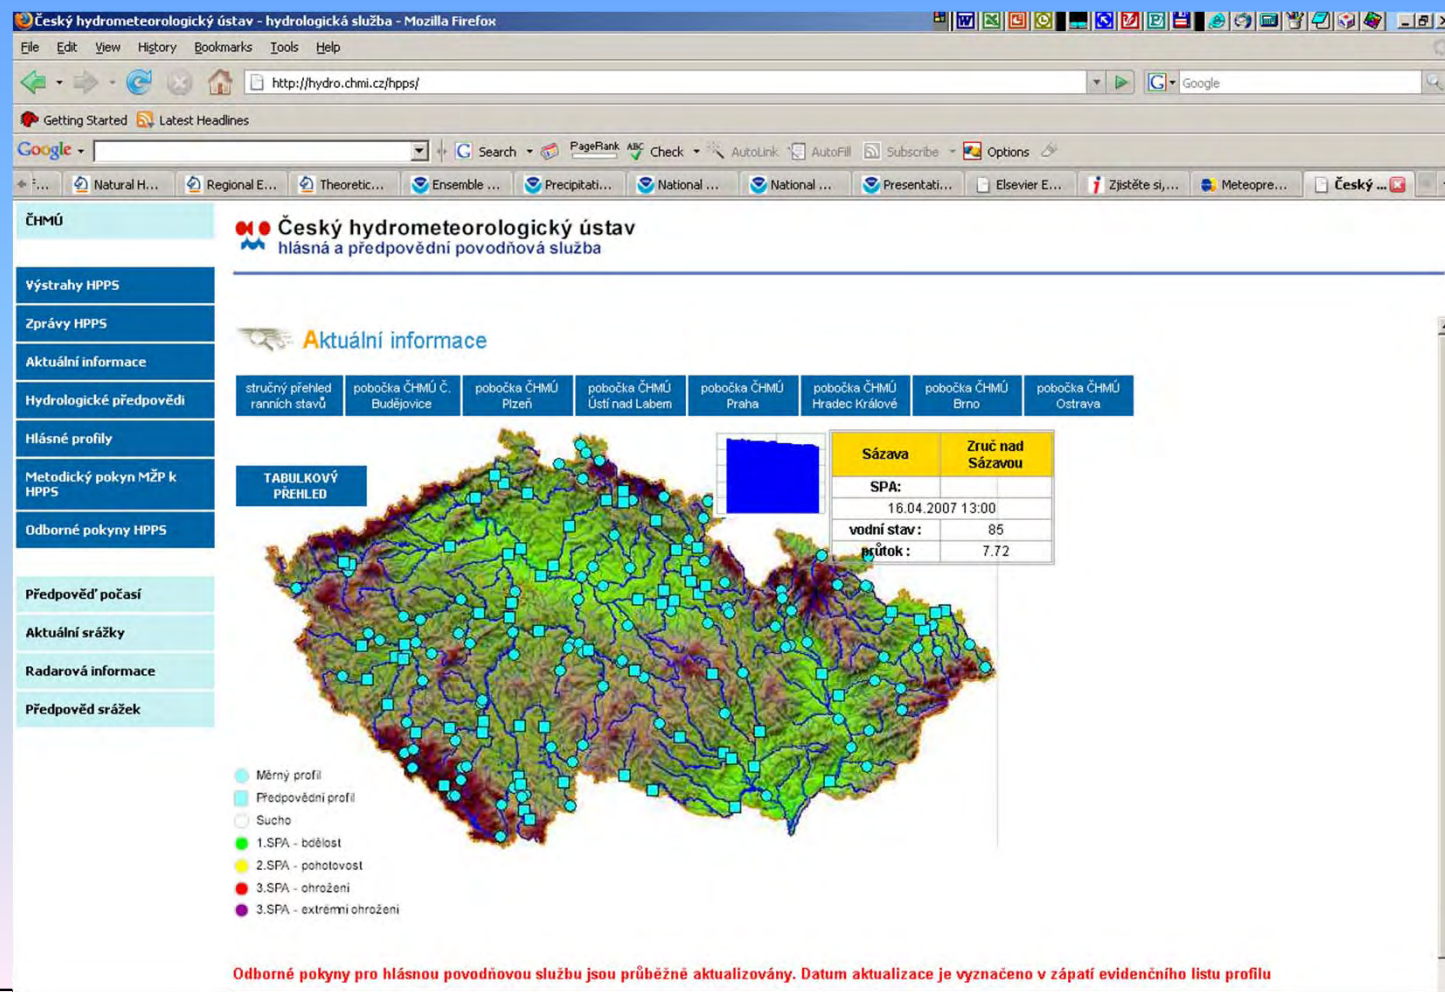 Český hydrometeorologický ústav - hydrologická služba - Mozilla Firefox
File Edit View History Bookmarks Tools Help
http://hydro.chmi.cz/hpps/
Google
Getting Started Latest Headlines
Google Search PageRank ABC Check AutoLink AutoFill Subscribe Options
Natural H... Regional E... Theoretic... Ensemble ... Precipitati... National ... National ... Presentati... Elsevier E... Zjistěte si,... Meteopre... Český ...
ČHMÚ
Český hydrometeorologický ústav
hlásná a předpovědní povodňová služba
Výstrahy HPPS
Zprávy HPPS
Aktuální informace
Hydrologické předpovědi
Hlásné profily
Metodický pokyn MŽP k
HPPS
Odborné pokyny HPPS
Předpověď počasí
Aktuální srážky
Radarová informace
Předpověd srážek
Aktuální informace
stručný přehled
ranních stavů
pobočka ČHMÚ Č.
Budějovice
pobočka ČHMÚ
Plzeň
pobočka ČHMÚ
Ústí nad Labem
pobočka ČHMÚ
Praha
pobočka ČHMÚ
Hradec Králové
pobočka ČHMÚ
Brno
pobočka ČHMÚ
Ostrava
TABULKOVÝ
PŘEHLED
Sázava
Zruč nad
Sázavou
SPA:
16.04.2007 13:00
vodní stav : 85
průtok : 7.72
Měrný profil
Předpovědní profil
Sucho
1.SPA - bdělost
2.SPA - pohotovost
3.SPA - ohrožení
3.SPA - extrémní ohrožení
Odborné pokyny pro hlásnou povodňovou službu jsou průběžně aktualizovány. Datum aktualizace je vyznačeno v zápatí evidenčního listu profilu